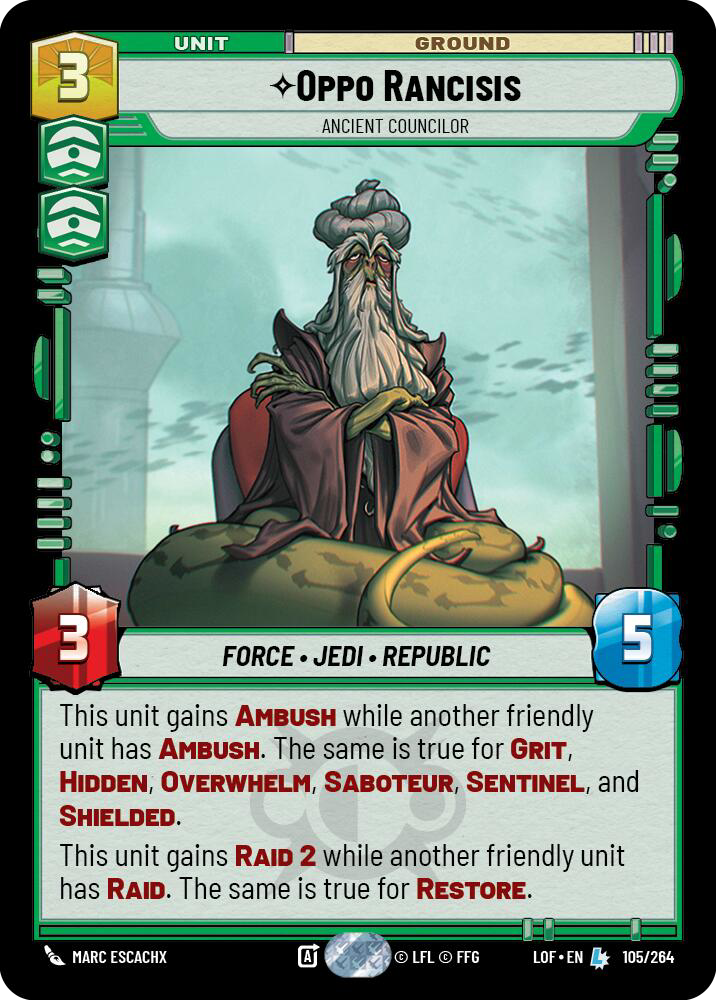 UNIT
GROUND
3
✧OPPO RANCISIS
ANCIENT COUNCILOR
3
FORCE • JEDI • REPUBLIC
5
This unit gains AMBUSH while another friendly
unit has AMBUSH. The same is true for GRIT,
HIDDEN, OVERWHELM, SABOTEUR, SENTINEL, and
SHIELDED.
This unit gains RAID 2 while another friendly unit
has RAID. The same is true for RESTORE.
MARC ESCACHX
A
© LFL © FFG
LOF • EN
L
105/264